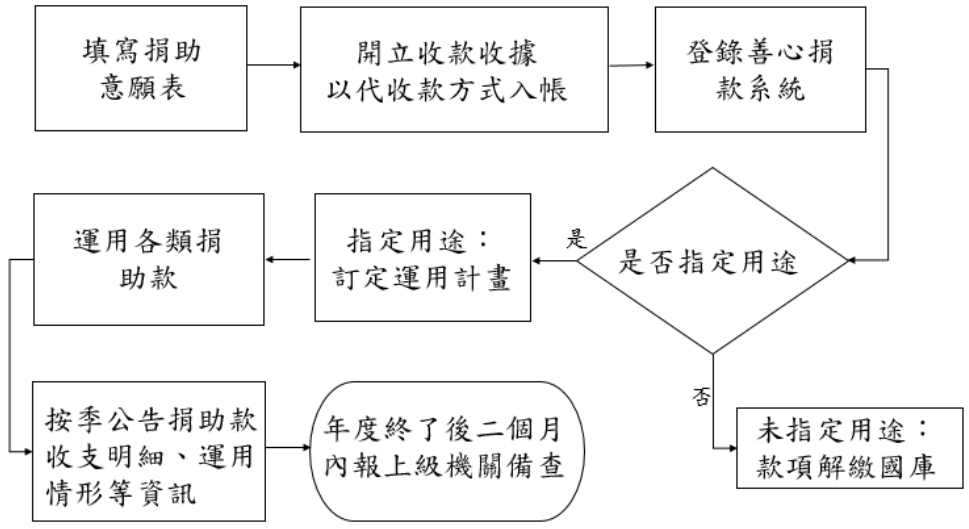 填寫捐助
意願表
開立收款收據
以代收款方式入帳
登錄善心捐
款系統
是否指定用途
是
指定用途：
訂定運用計畫
運用各類捐
助款
否
未指定用途：
款項解繳國庫
按季公告捐助款
收支明細、運用
情形等資訊
年度終了後二個月
內報上級機關備查